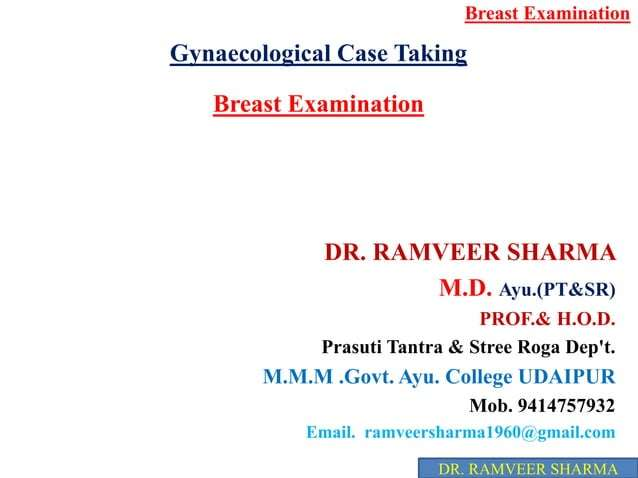 Breast Examination
Gynaecological Case Taking
Breast Examination
DR. RAMVEER SHARMA
M.D. Ayu.(PT&SR)
PROF.& H.O.D.
Prasuti Tantra & Stree Roga Dep't.
M.M.M .Govt. Ayu. College UDAIPUR
Mob. 9414757932
Email. ramveersharma1960@gmail.com
DR. RAMVEER SHARMA